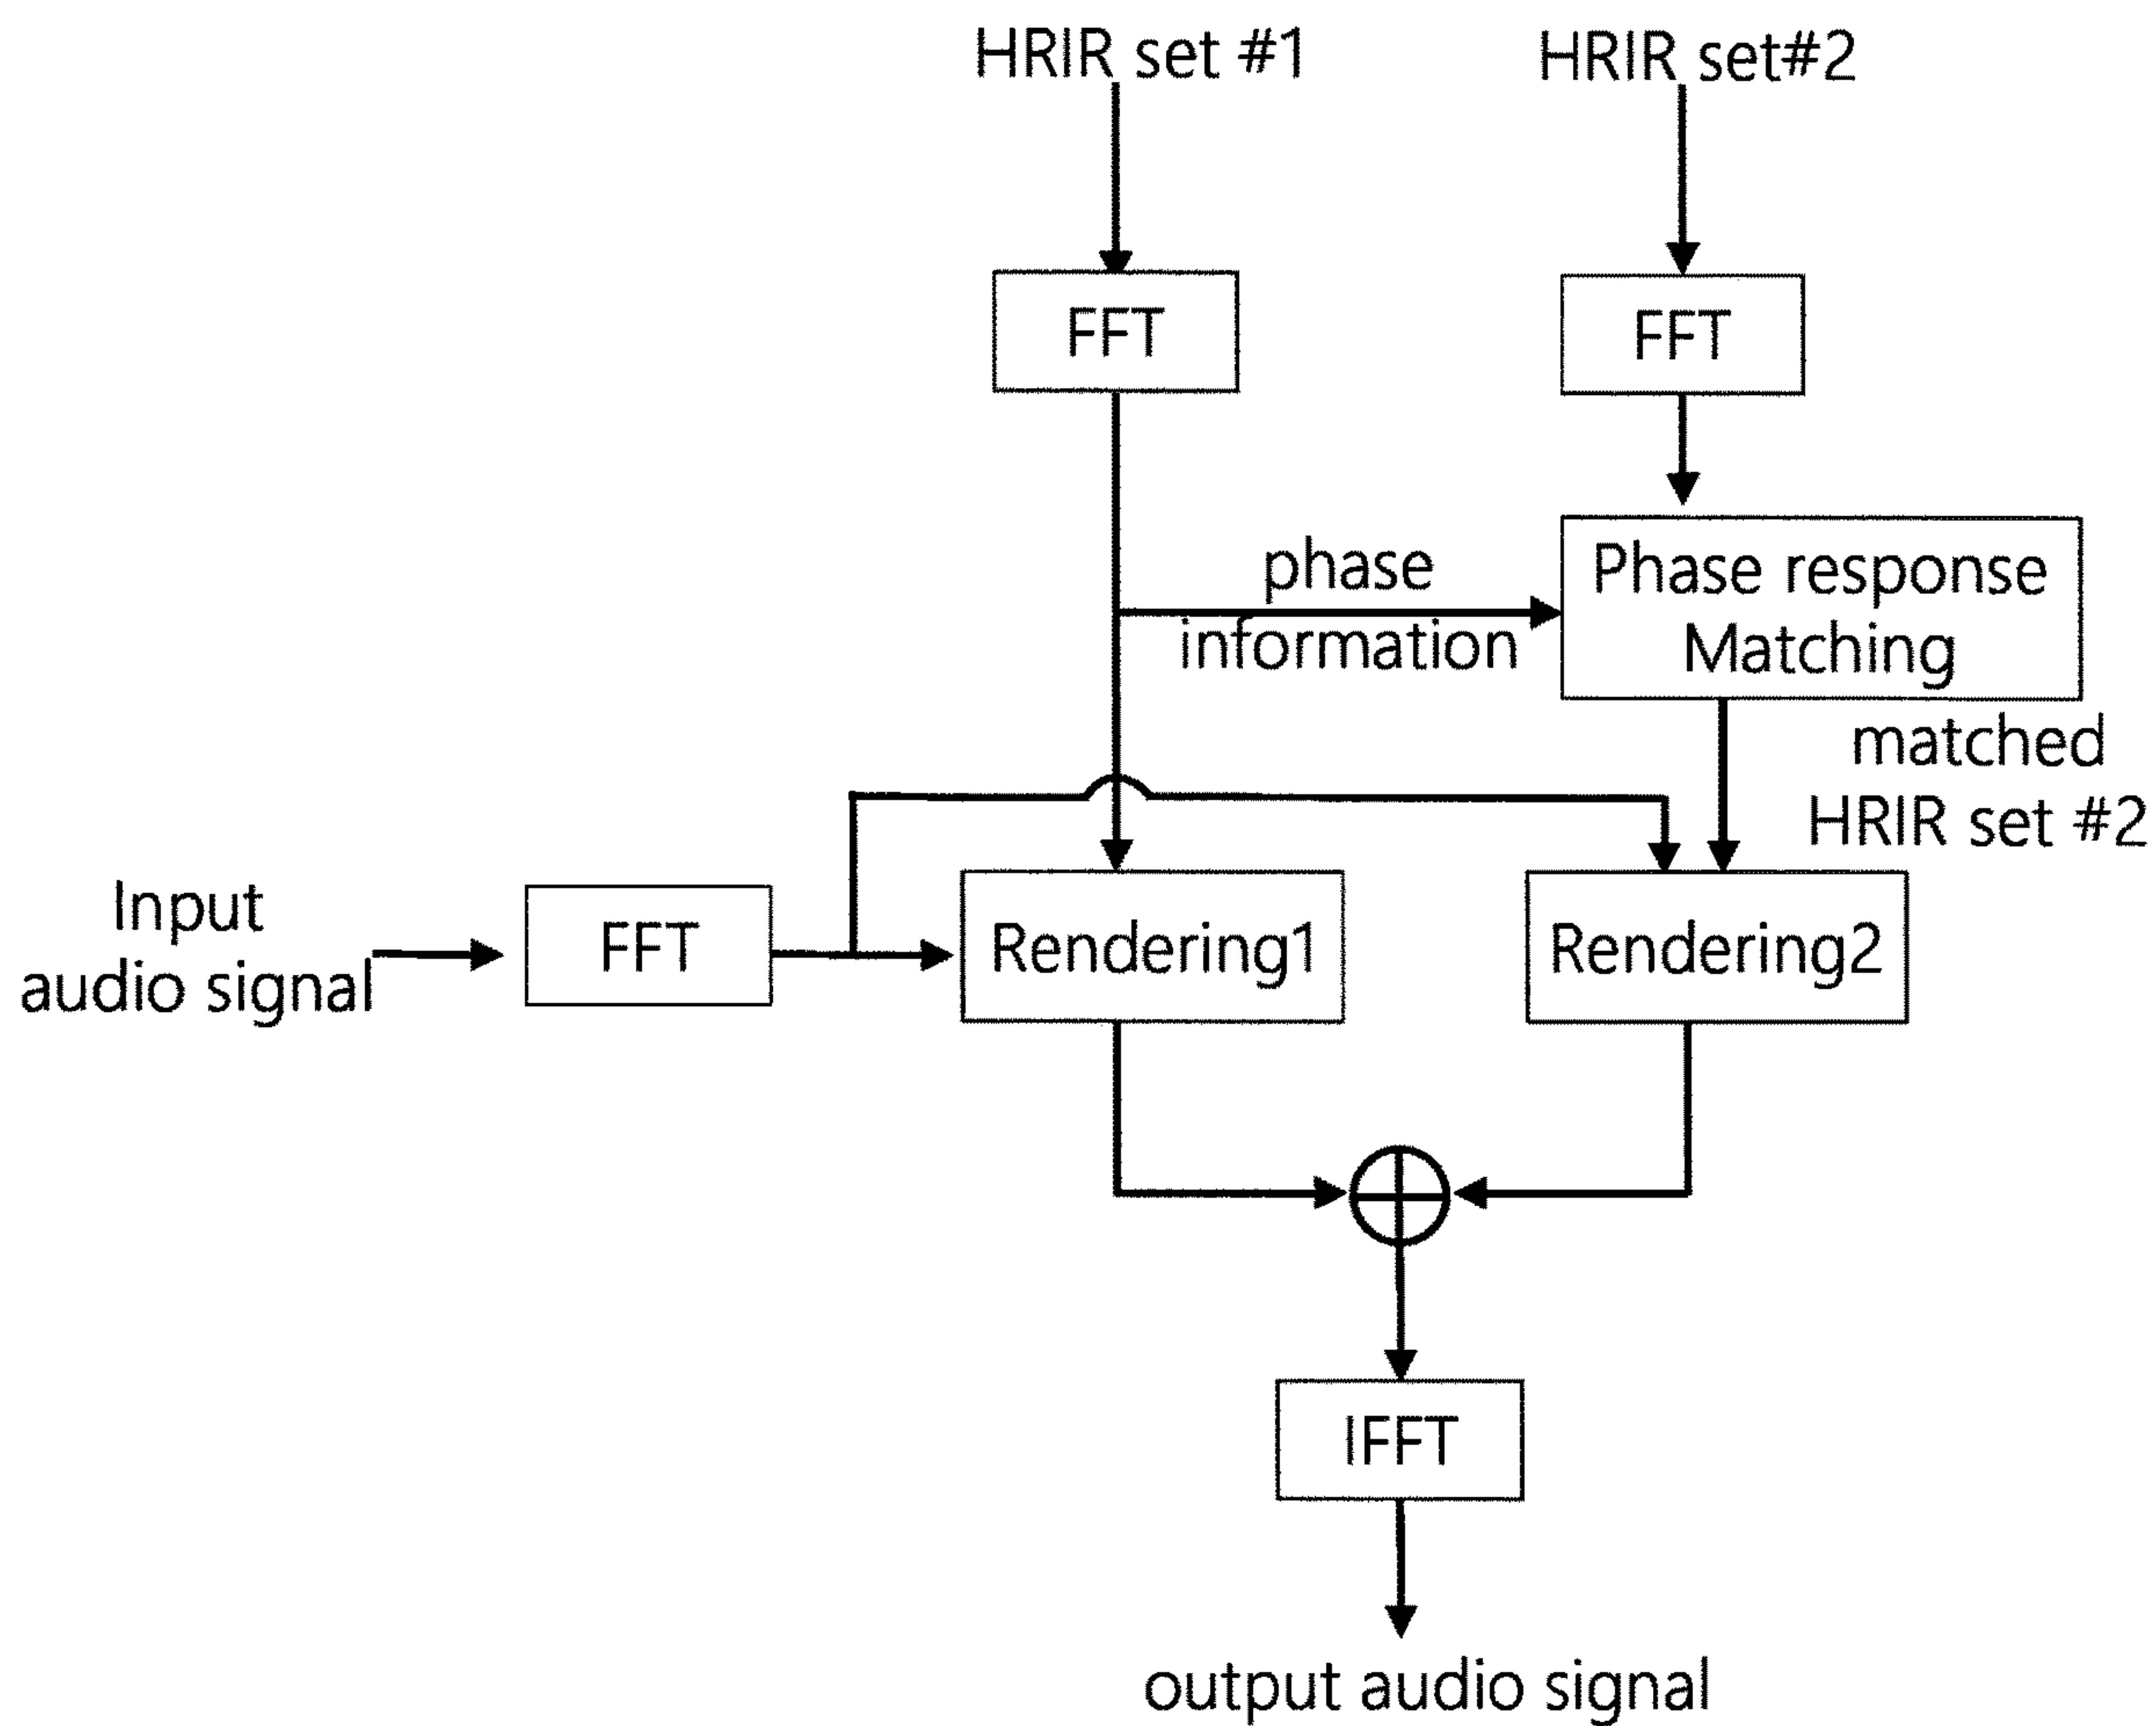 HRIR set #1
HRIR set#2
FFT
FFT
phase
information
Phase response
Matching
matched
HRIR set #2
Input
audio signal
FFT
Rendering1
Rendering2
IFFT
output audio signal